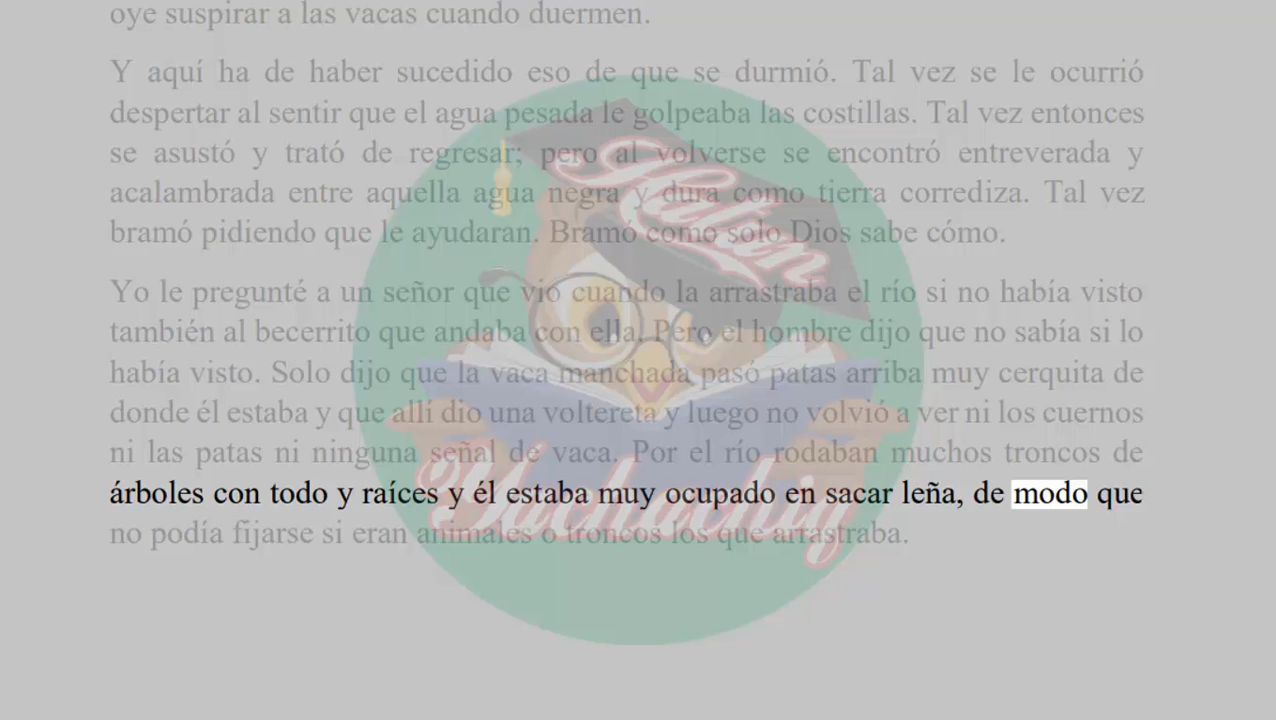 oye suspirar a las vacas cuando duermen.
Y aquí ha de haber sucedido eso de que se durmió. Tal vez se le ocurrió
despertar al sentir que el agua pesada le golpeaba las costillas. Tal vez entonces
se asustó y trató de regresar; pero al volverse se encontró entreverada y
acalambrada entre aquella agua negra y dura como tierra corrediza. Tal vez
bramó pidiendo que le ayudaran. Bramó como solo Dios sabe cómo.
Yo le pregunté a un señor que vio cuando la arrastraba el río si no había visto
también al becerrito que andaba con ella. Pero el hombre dijo que no sabía si lo
había visto. Solo dijo que la vaca manchada pasó patas arriba muy cerquita de
donde él estaba y que allí dio una voltereta y luego no volvió a ver ni los cuernos
ni las patas ni ninguna señal de vaca. Por el río rodaban muchos troncos de
árboles con todo y raíces y él estaba muy ocupado en sacar leña, de modo que
no podía fijarse si eran animales o troncos los que arrastraba.